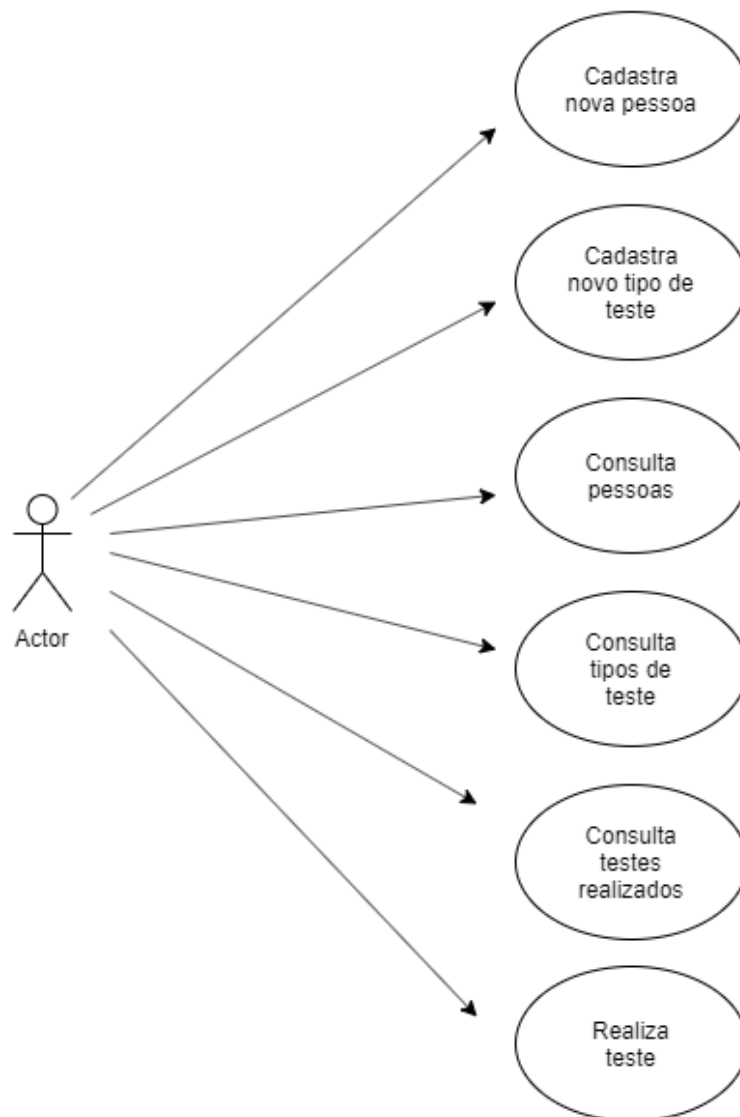 Cadastra
nova pessoa
Cadastra
novo tipo de
teste
Consulta
pessoas
Actor
Consulta
tipos de
teste
Consulta
testes
realizados
Realiza
teste